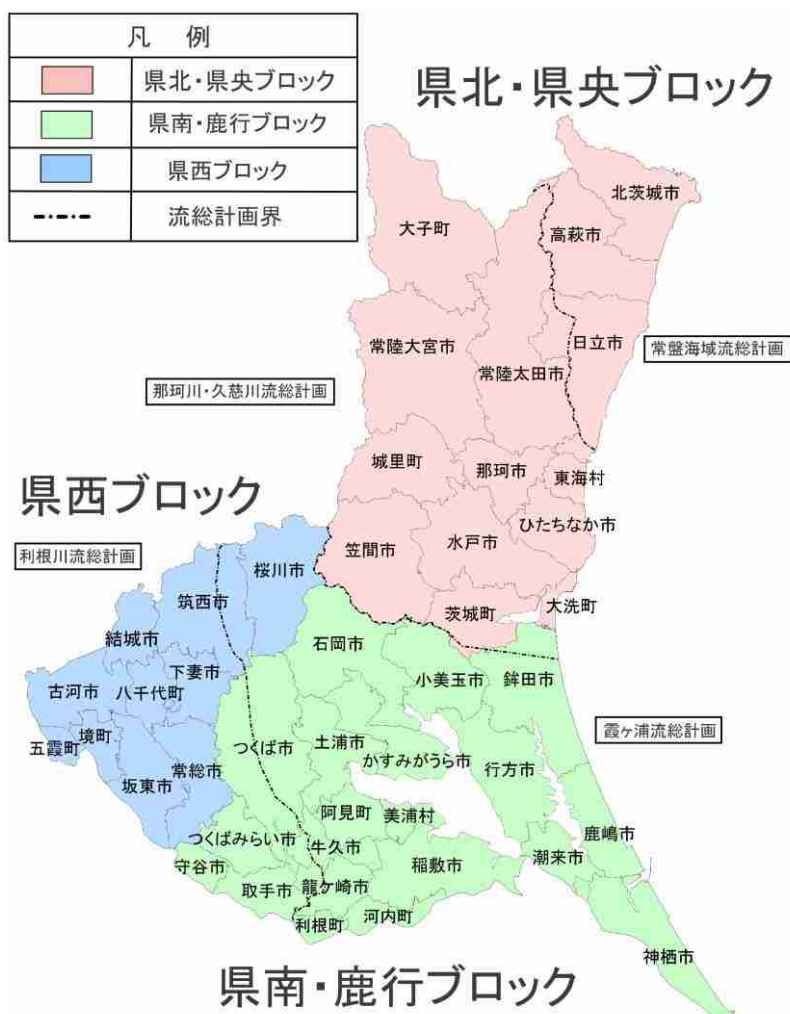 凡 例
県北・県央ブロック
県南・鹿行ブロック
県西ブロック
流総計画界
県北・県央ブロック
北茨城市
大子町
高萩市
日立市
常盤海域流総計画
常陸大宮市
常陸太田市
那珂川・久慈川流総計画
城里町
那珂市
東海村
県西ブロック
ひたちなか市
笠間市
水戸市
利根川流総計画
桜川市
筑西市
茨城町
大洗町
結城市
石岡市
下妻市
小美玉市
鉾田市
古河市
八千代町
五霞町
境町
つくば市
土浦市
かすみがうら市
霞ヶ浦流総計画
常総市
行方市
坂東市
阿見町
美浦村
つくばみらい市
牛久市
鹿嶋市
潮来市
守谷市
稲敷市
取手市
龍ケ崎市
河内町
利根町
神栖市
県南・鹿行ブロック